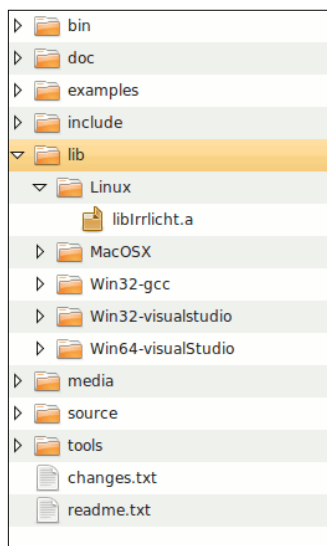 bin
doc
examples
include
lib
Linux
libIrrlicht.a
MacOSX
Win32-gcc
Win32-visualstudio
Win64-visualStudio
media
source
tools
changes.txt
readme.txt